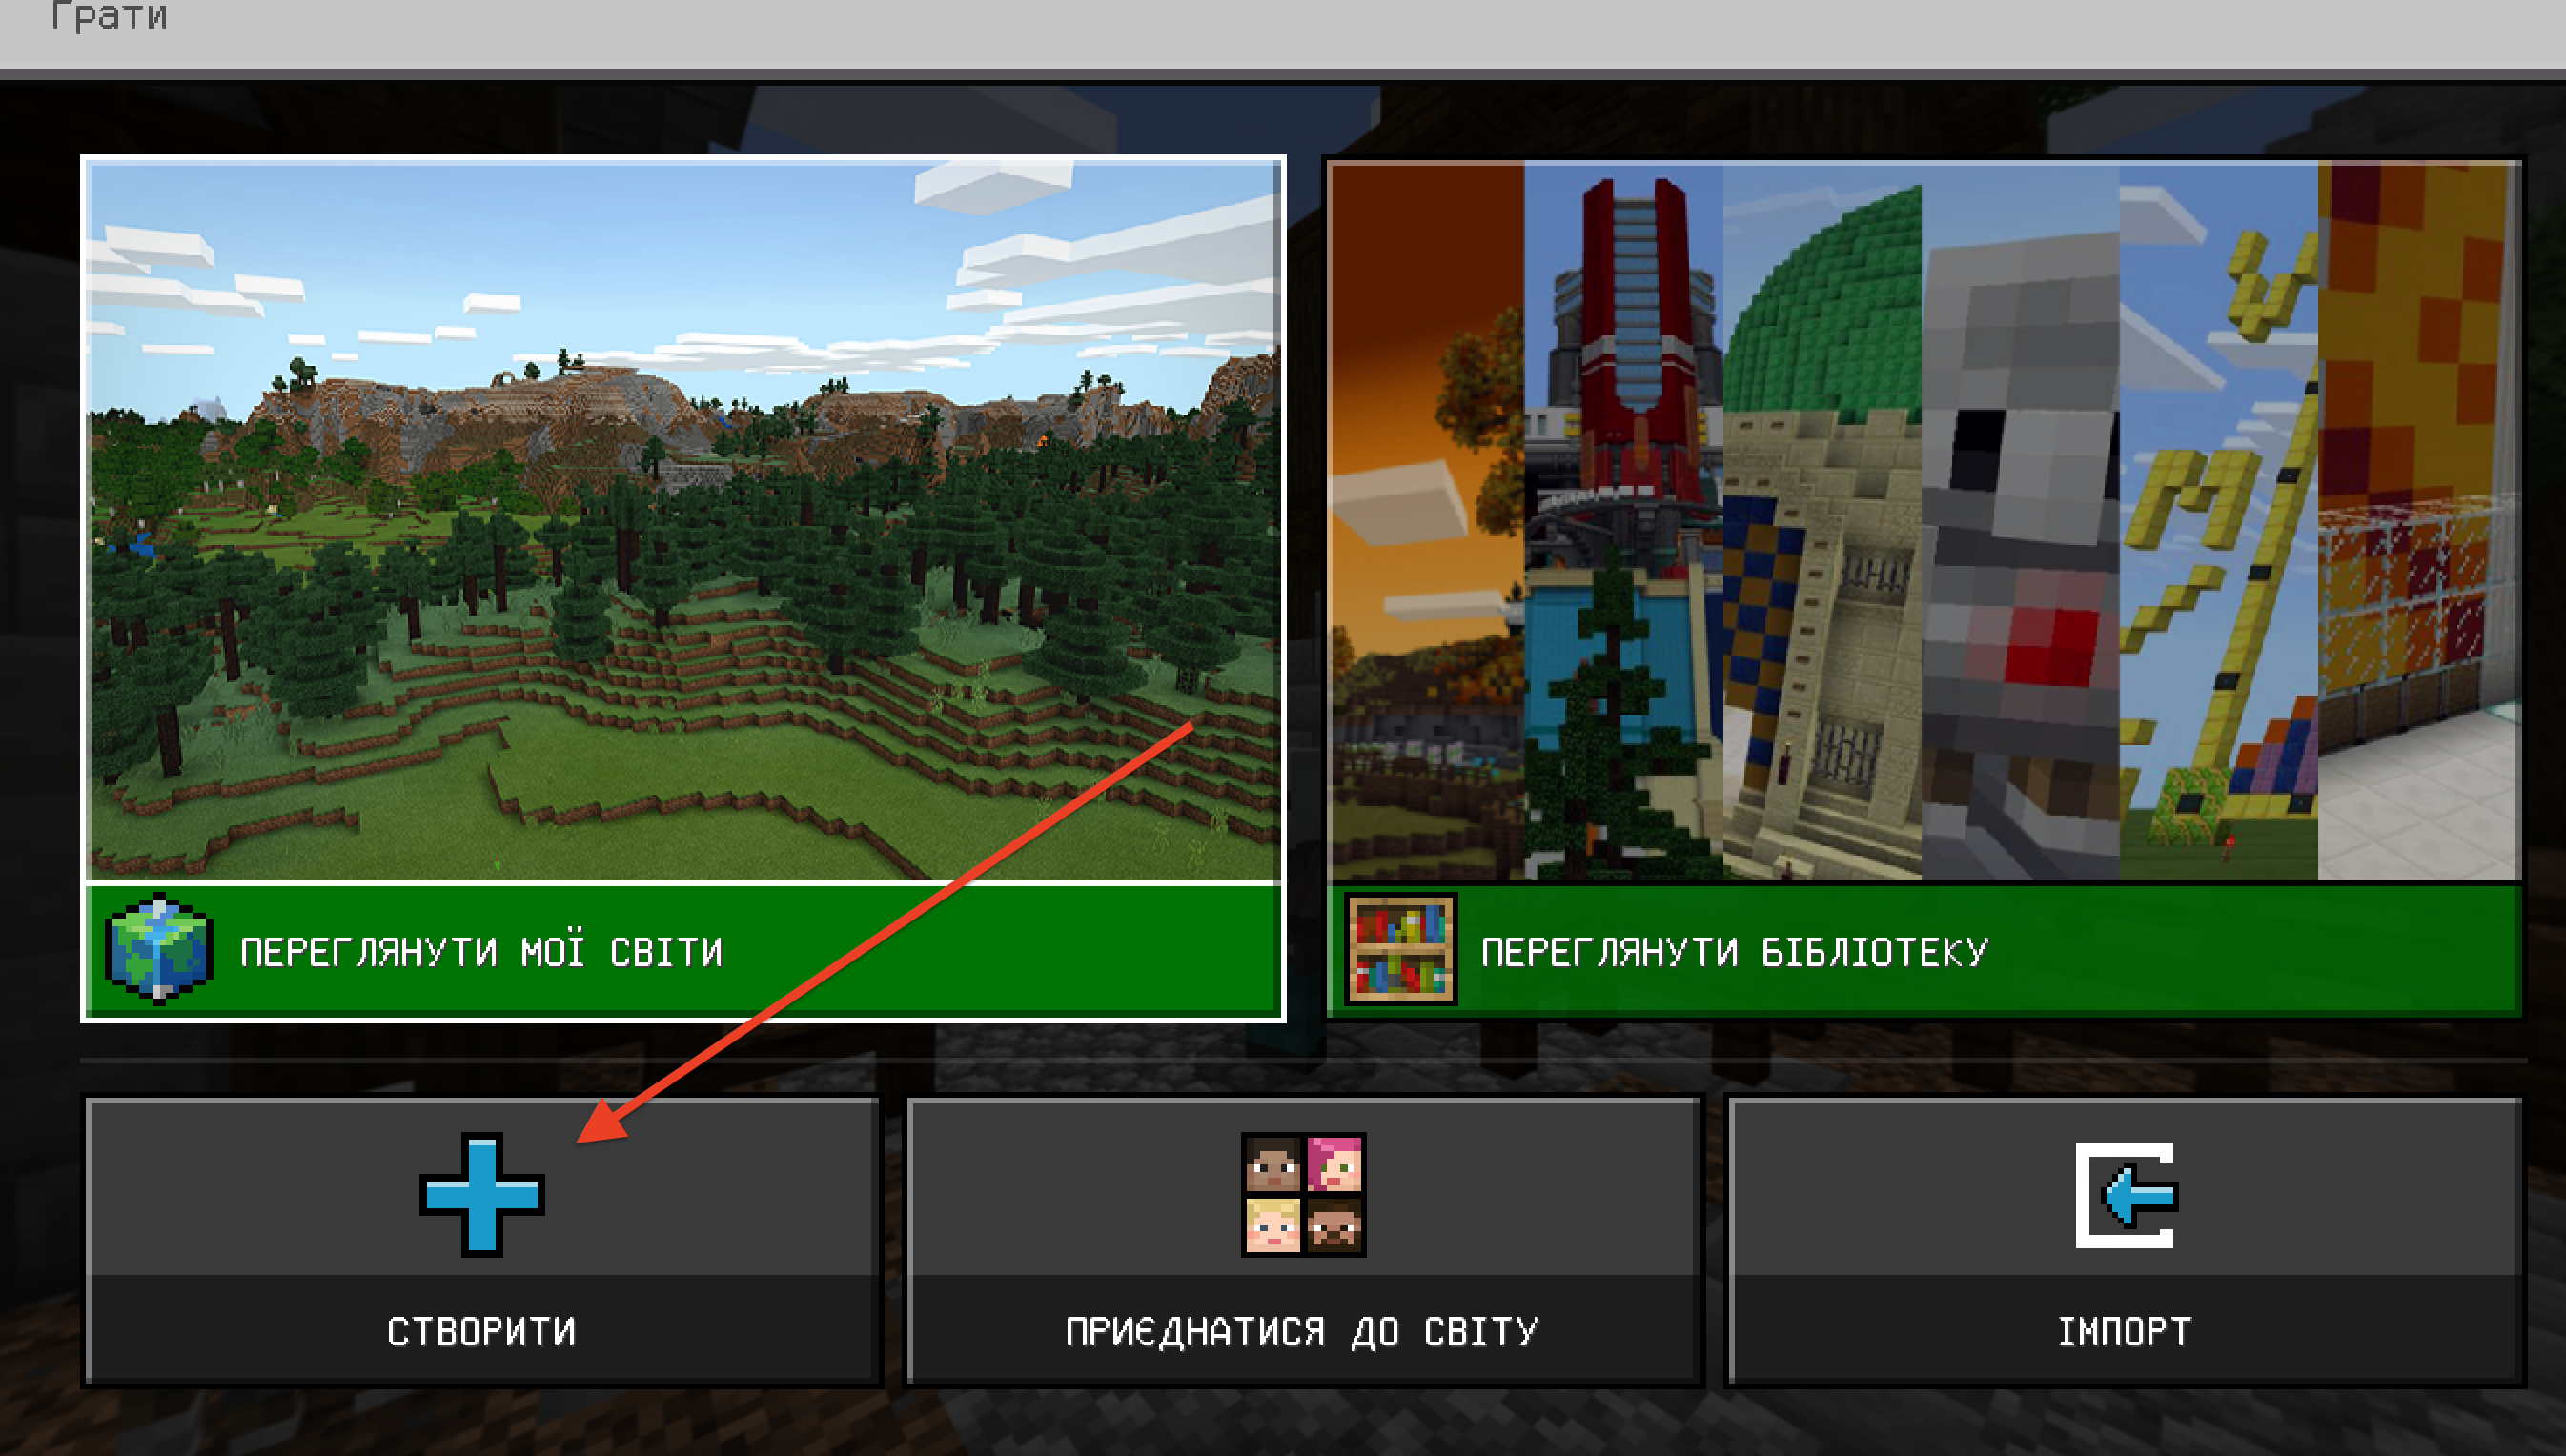 Грати
ПЕРЕГЛЯНУТИ МОЇ СВІТИ
ПЕРЕГЛЯНУТИ БІБЛІОТЕКУ
СТВОРИТИ
ПРИЄДНАТИСЯ ДО СВІТУ
ІМПОРТ